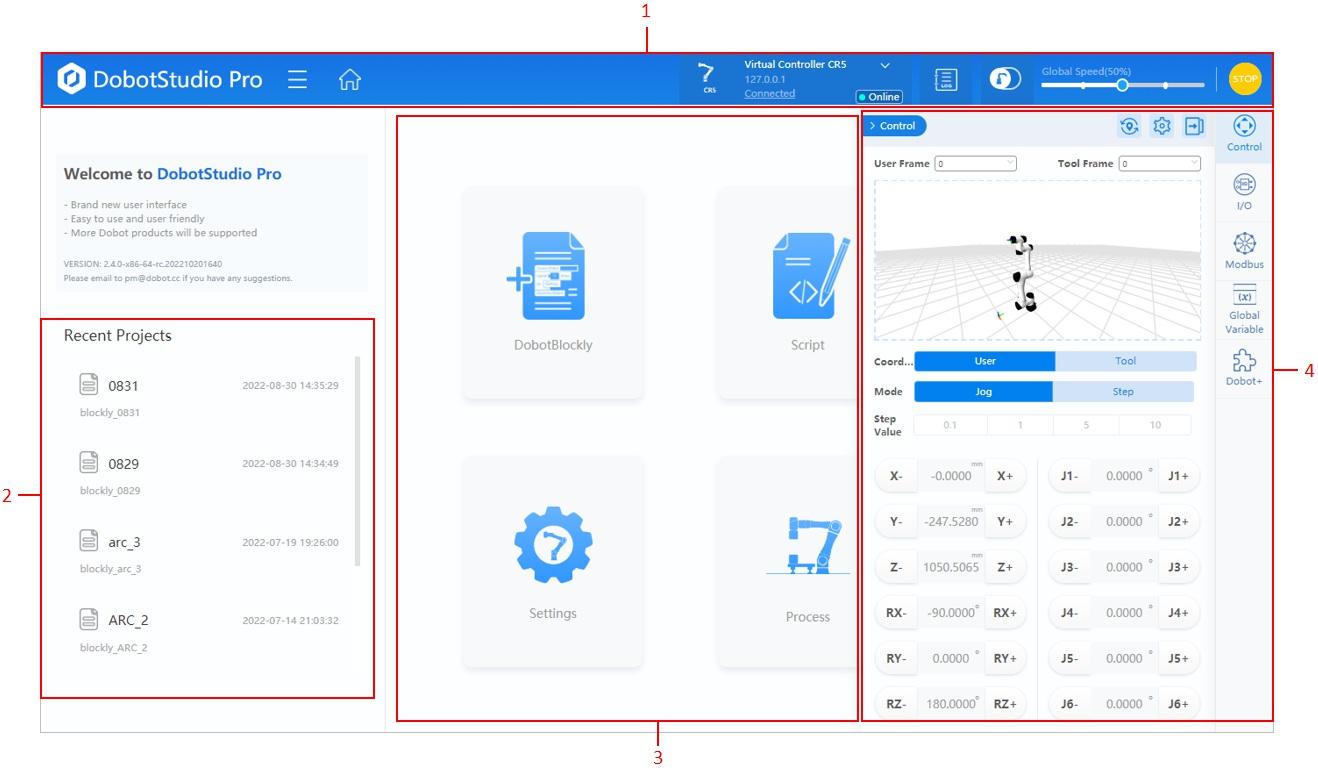 1
DobotStudio Pro
CR5
Virtual Controller CR5
127.0.0.1
Connected
Online
LOG
Global Speed(50%)
STOP
Welcome to DobotStudio Pro
- Brand new user interface
- Easy to use and user friendly
- More Dobot products will be supported
VERSION: 2.4.0-x86-64-rc.202210201640
Please email to pm@dobot.cc if you have any suggestions.
2
Recent Projects
0831 2022-08-30 14:35:29
blockly_0831
0829 2022-08-30 14:34:49
blockly_0829
arc_3 2022-07-19 19:26:00
blockly_arc_3
ARC_2 2022-07-14 21:03:32
blockly_ARC_2
3
DobotBlockly
Script
Settings
Process
4
Control
User Frame 0 Tool Frame 0
Coord... User Tool
Mode Jog Step
Step
Value 0.1 1 5 10
X- -0.0000 mm X+ J1- 0.0000 ° J1+
Y- -247.5280 mm Y+ J2- 0.0000 ° J2+
Z- 1050.5065 mm Z+ J3- 0.0000 ° J3+
RX- -90.0000° RX+ J4- 0.0000 ° J4+
RY- 0.0000 ° RY+ J5- 0.0000 ° J5+
RZ- 180.0000° RZ+ J6- 0.0000 ° J6+
Control
I/O
Modbus
(x)
Global
Variable
Dobot+